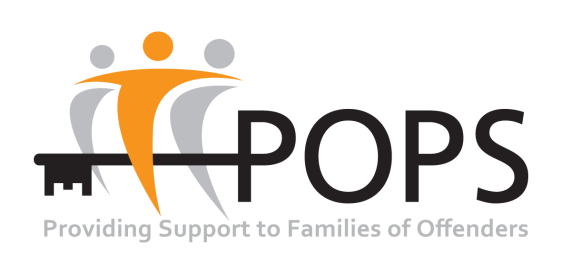 POPS
Providing Support to Families of Offenders